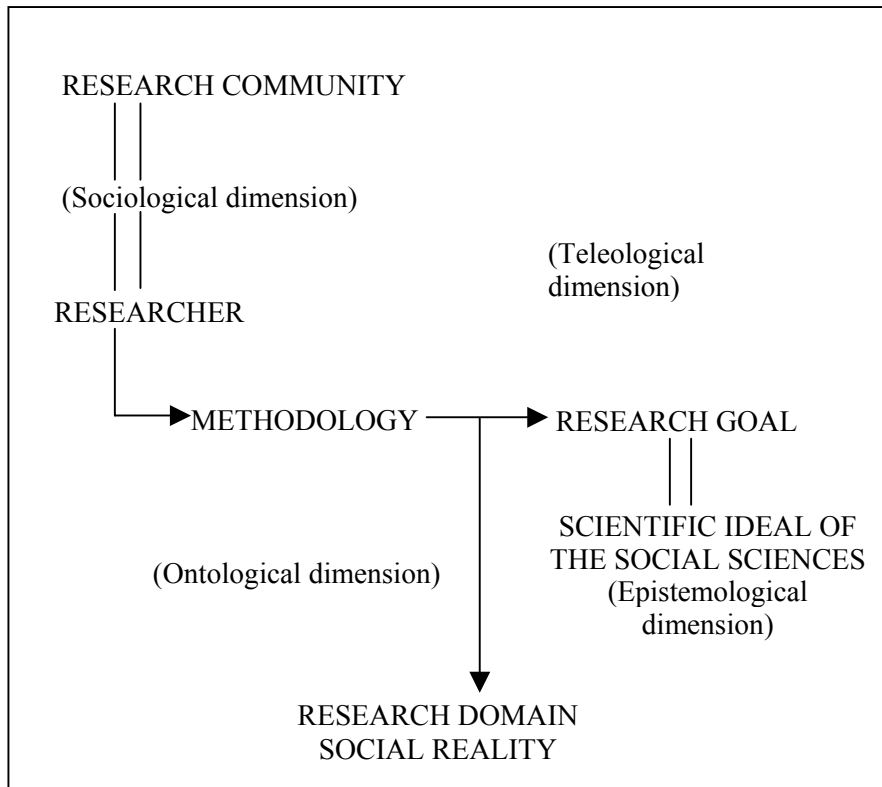 RESEARCH COMMUNITY
(Sociological dimension)
(Teleological
dimension)
RESEARCHER
METHODOLOGY
RESEARCH GOAL
SCIENTIFIC IDEAL OF
THE SOCIAL SCIENCES
(Epistemological
dimension)
(Ontological dimension)
RESEARCH DOMAIN
SOCIAL REALITY